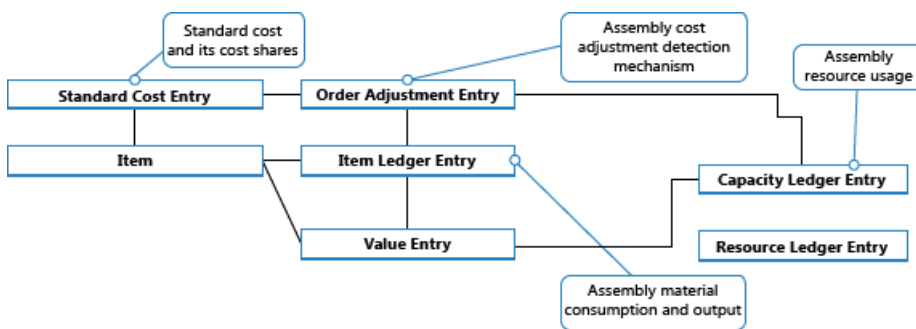 Standard cost
and its cost shares
Assembly cost
adjustment detection
mechanism
Assembly
resource usage
Standard Cost Entry
Order Adjustment Entry
Item
Item Ledger Entry
Capacity Ledger Entry
Value Entry
Resource Ledger Entry
Assembly material
consumption and output